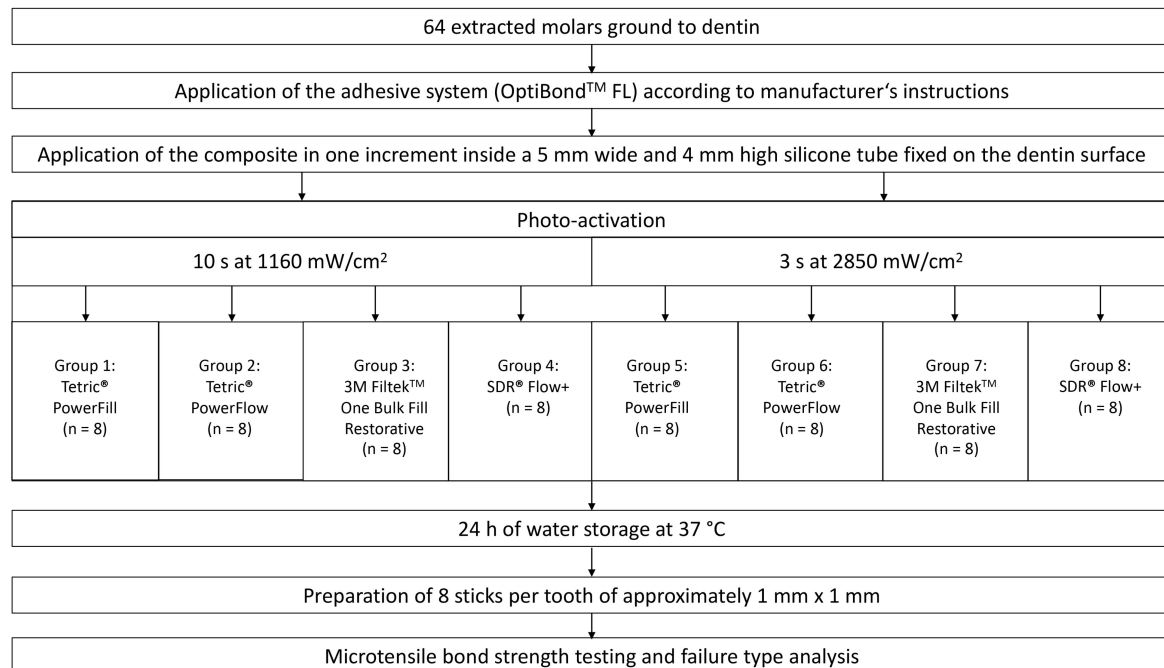 64 extracted molars ground to dentin
Application of the adhesive system (OptiBond™ FL) according to manufacturer‘s instructions
Application of the composite in one increment inside a 5 mm wide and 4 mm high silicone tube fixed on the dentin surface
Photo-activation
10 s at 1160 mW/cm²
3 s at 2850 mW/cm²
Group 1:
Tetric®
PowerFill
(n = 8)
Group 2:
Tetric®
PowerFlow
(n = 8)
Group 3:
3M Filtek™
One Bulk Fill
Restorative
(n = 8)
Group 4:
SDR® Flow+
(n = 8)
Group 5:
Tetric®
PowerFill
(n = 8)
Group 6:
Tetric®
PowerFlow
(n = 8)
Group 7:
3M Filtek™
One Bulk Fill
Restorative
(n = 8)
Group 8:
SDR® Flow+
(n = 8)
24 h of water storage at 37 °C
Preparation of 8 sticks per tooth of approximately 1 mm x 1 mm
Microtensile bond strength testing and failure type analysis